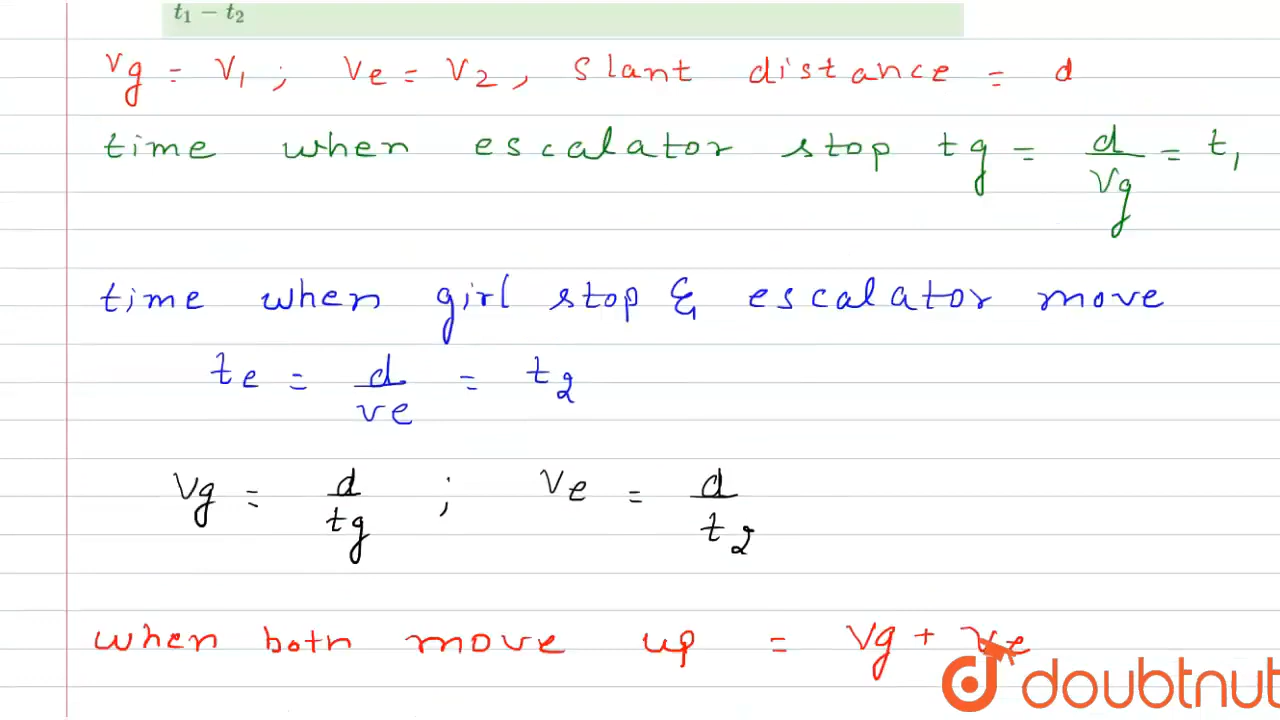 t₁ − t₂
Vg = V₁ ; Ve = V₂, Slant distance = d
time when escalator stop tg = d/Vg = t₁
time when girl stop & escalator move
te = d/ve = t₂
Vg = d/tg ; Ve = d/t₂
when both move up = Vg + Ve
doubtnut